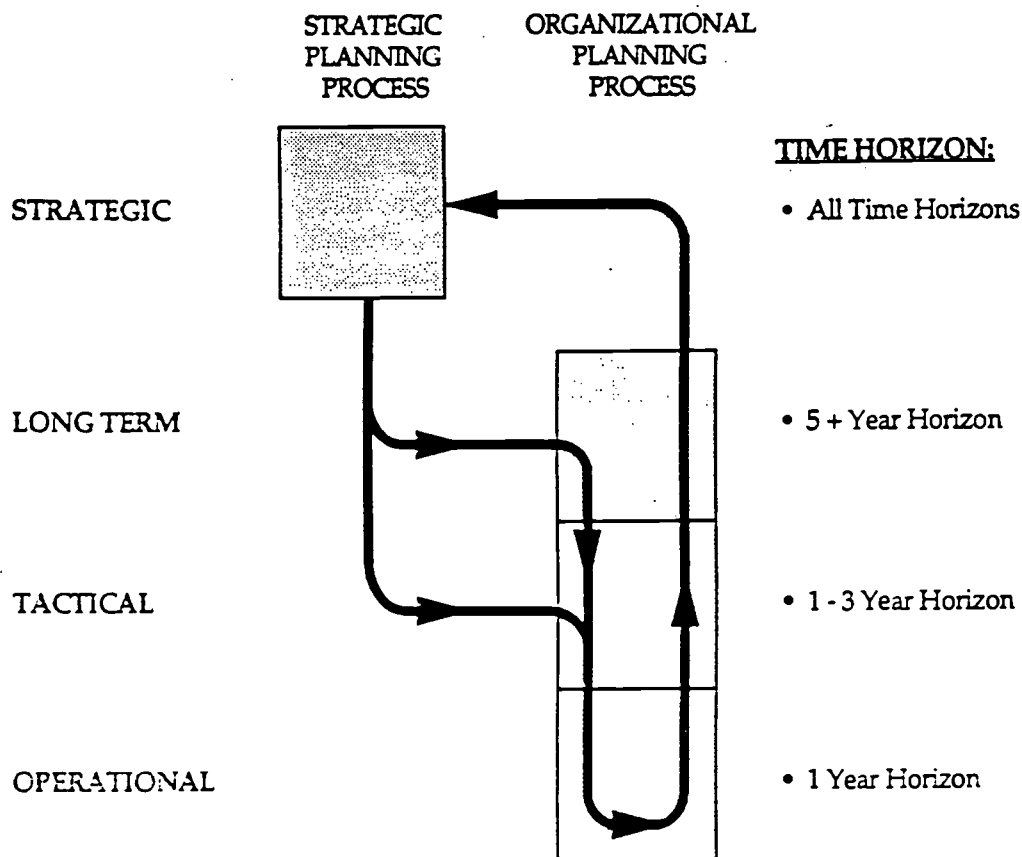 STRATEGIC
PLANNING
PROCESS
ORGANIZATIONAL
PLANNING
PROCESS
TIME HORIZON:
STRATEGIC
• All Time Horizons
LONG TERM
• 5 + Year Horizon
TACTICAL
• 1 - 3 Year Horizon
OPERATIONAL
• 1 Year Horizon